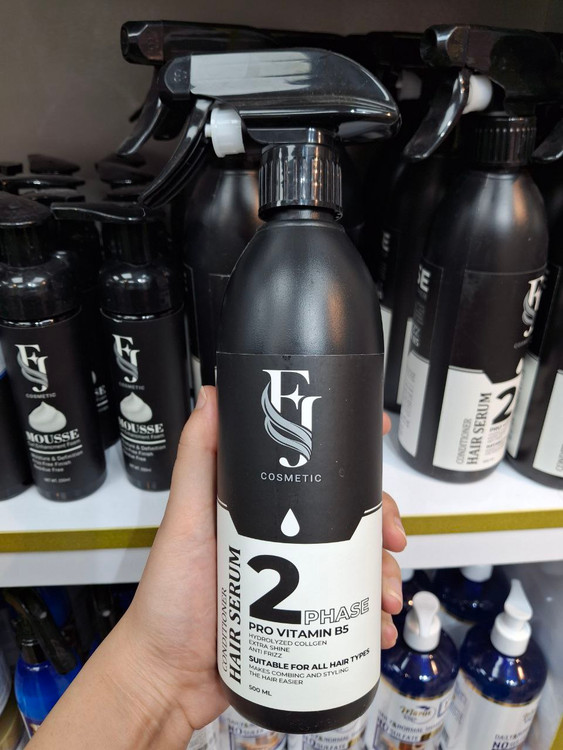 FJ
COSMETIC
CONDITIONER
HAIR SERUM
2
PHASE
PRO VITAMIN B5
HYDROLYZED COLLGEN
EXTRA SHINE
ANTI FRIZZ
SUITABLE FOR ALL HAIR TYPES
MAKES COMBING AND STYLING
THE HAIR EASIER
500 ML
FJ
COSMETIC
MOUSSE
FJ
COSMETIC
MOUSSE
CONDITIONER
HAIR SERUM
2